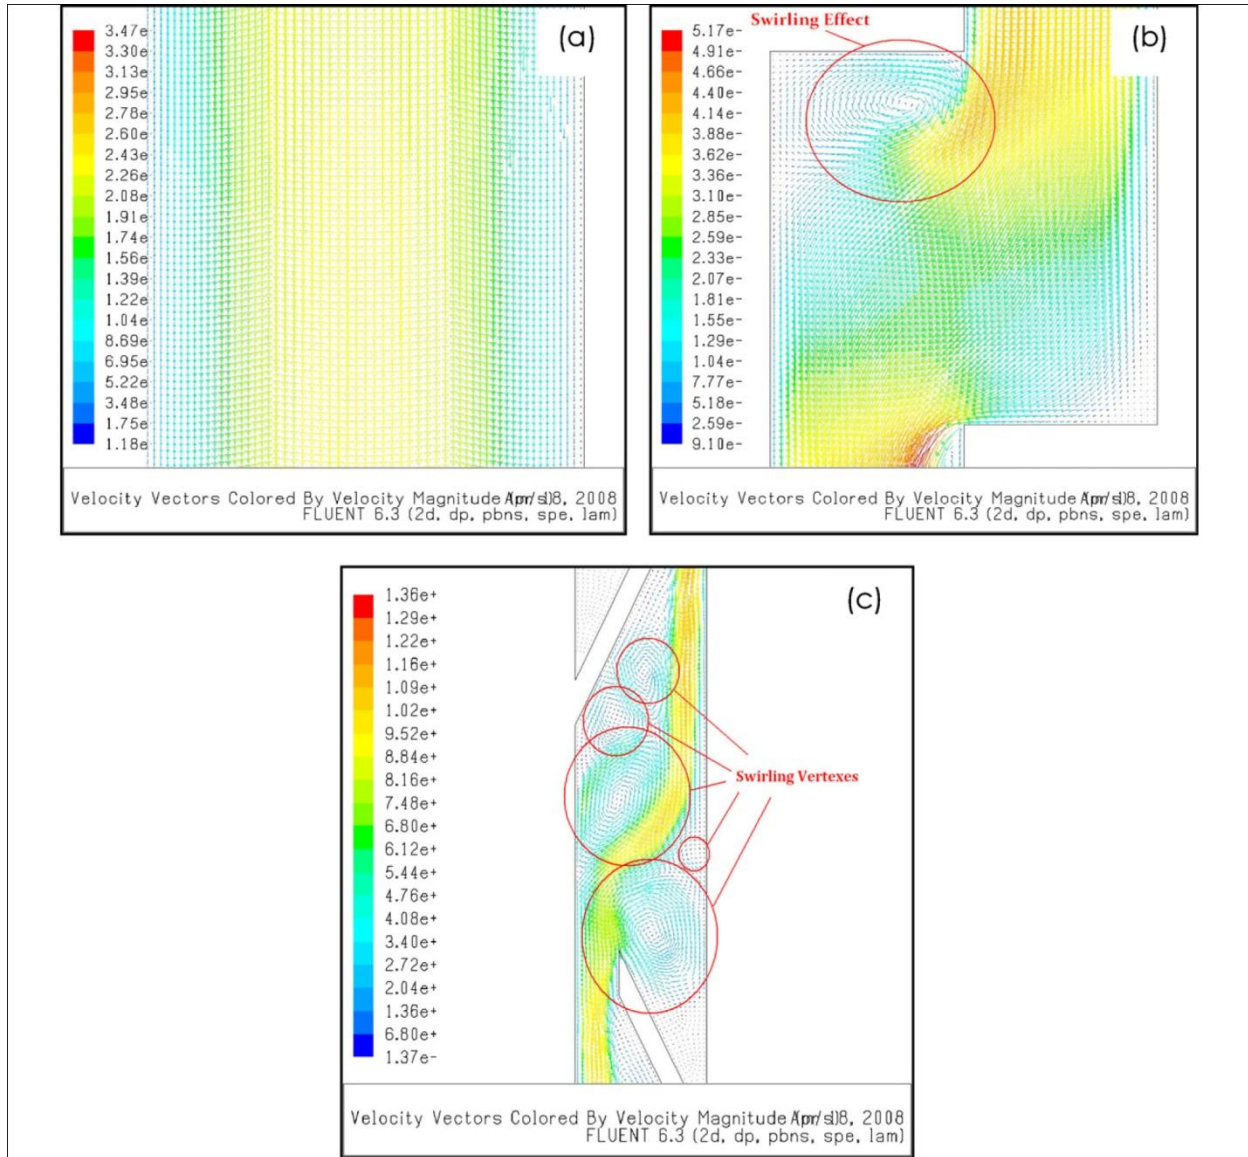 (a)
3.47e
3.30e
3.13e
2.95e
2.78e
2.60e
2.43e
2.26e
2.08e
1.91e
1.74e
1.56e
1.39e
1.22e
1.04e
8.69e
6.95e
5.22e
3.48e
1.75e
1.18e
Velocity Vectors Colored By Velocity Magnitude (m/s)
Apr 18, 2008
FLUENT 6.3 (2d, dp, pbns, spe, lam)
Swirling Effect
(b)
5.17e-
4.91e-
4.66e-
4.40e-
4.14e-
3.88e-
3.62e-
3.36e-
3.10e-
2.85e-
2.59e-
2.33e-
2.07e-
1.81e-
1.55e-
1.29e-
1.04e-
7.77e-
5.18e-
2.59e-
9.10e-
Velocity Vectors Colored By Velocity Magnitude (m/s)
Apr 18, 2008
FLUENT 6.3 (2d, dp, pbns, spe, lam)
(c)
1.36e+
1.29e+
1.22e+
1.16e+
1.09e+
1.02e+
9.52e+
8.84e+
8.16e+
7.48e+
6.80e+
6.12e+
5.44e+
4.76e+
4.08e+
3.40e+
2.72e+
2.04e+
1.36e+
6.80e+
1.37e-
Swirling Vertexes
Velocity Vectors Colored By Velocity Magnitude (m/s)
Apr 18, 2008
FLUENT 6.3 (2d, dp, pbns, spe, lam)